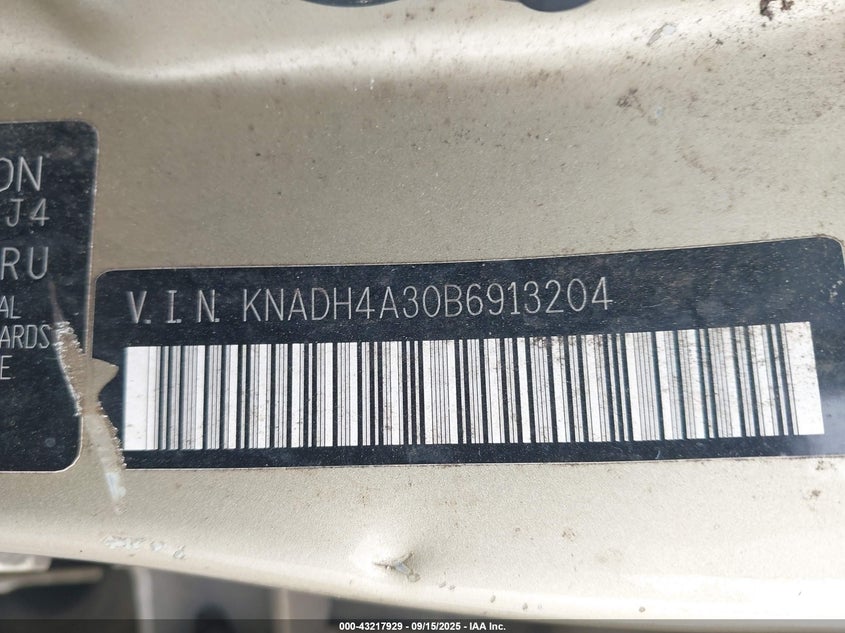 ON
J4
RU
AL
ARDS
E
V.I.N. KNADH4A30B6913204
000-43217929 - 09/15/2025 - IAA Inc.